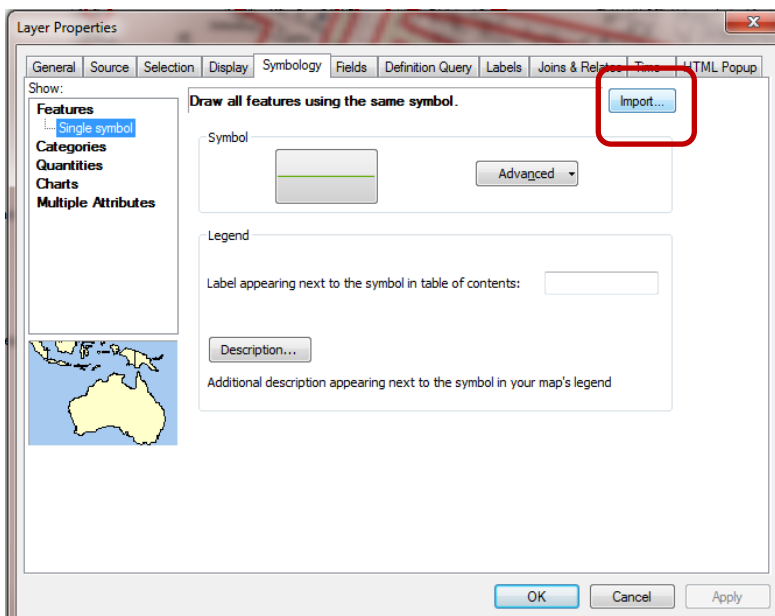 Layer Properties
General Source Selection Display Symbology Fields Definition Query Labels Joins & Relates Time HTML Popup
Show:
Features
Single symbol
Categories
Quantities
Charts
Multiple Attributes
Draw all features using the same symbol.
Import...
Symbol
Advanced
Legend
Label appearing next to the symbol in table of contents:
Description...
Additional description appearing next to the symbol in your map's legend
OK Cancel Apply